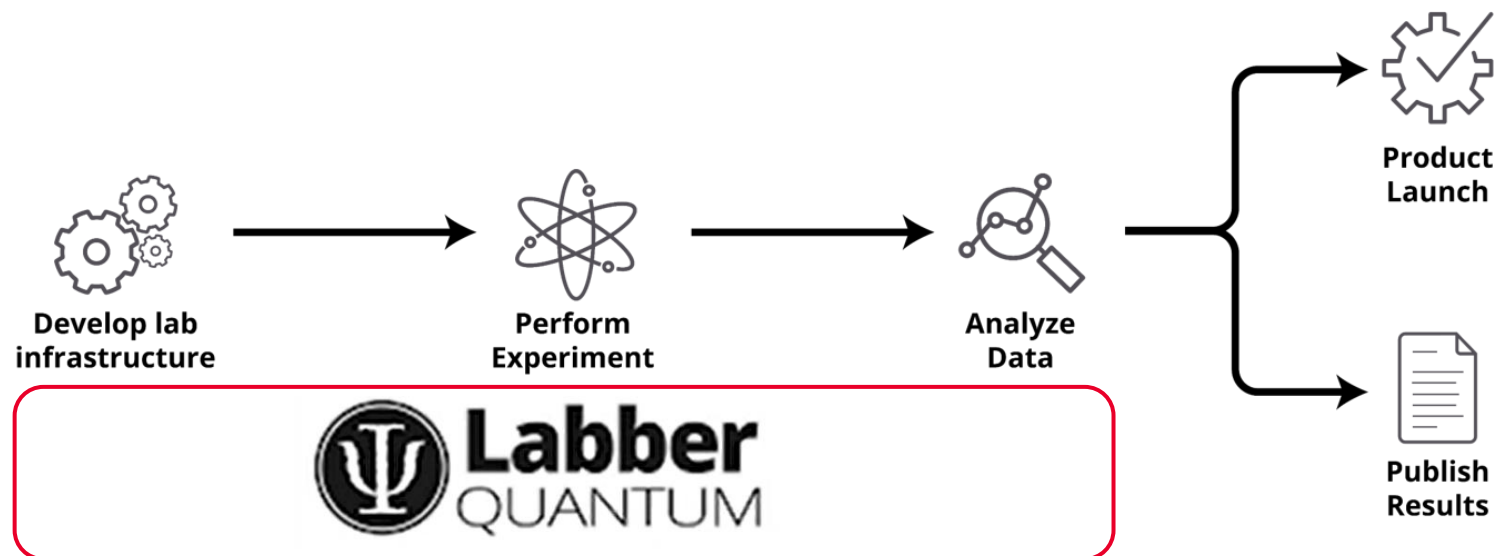 Develop lab
infrastructure
Perform
Experiment
Analyze
Data
Product
Launch
Publish
Results
Ψ Labber
QUANTUM